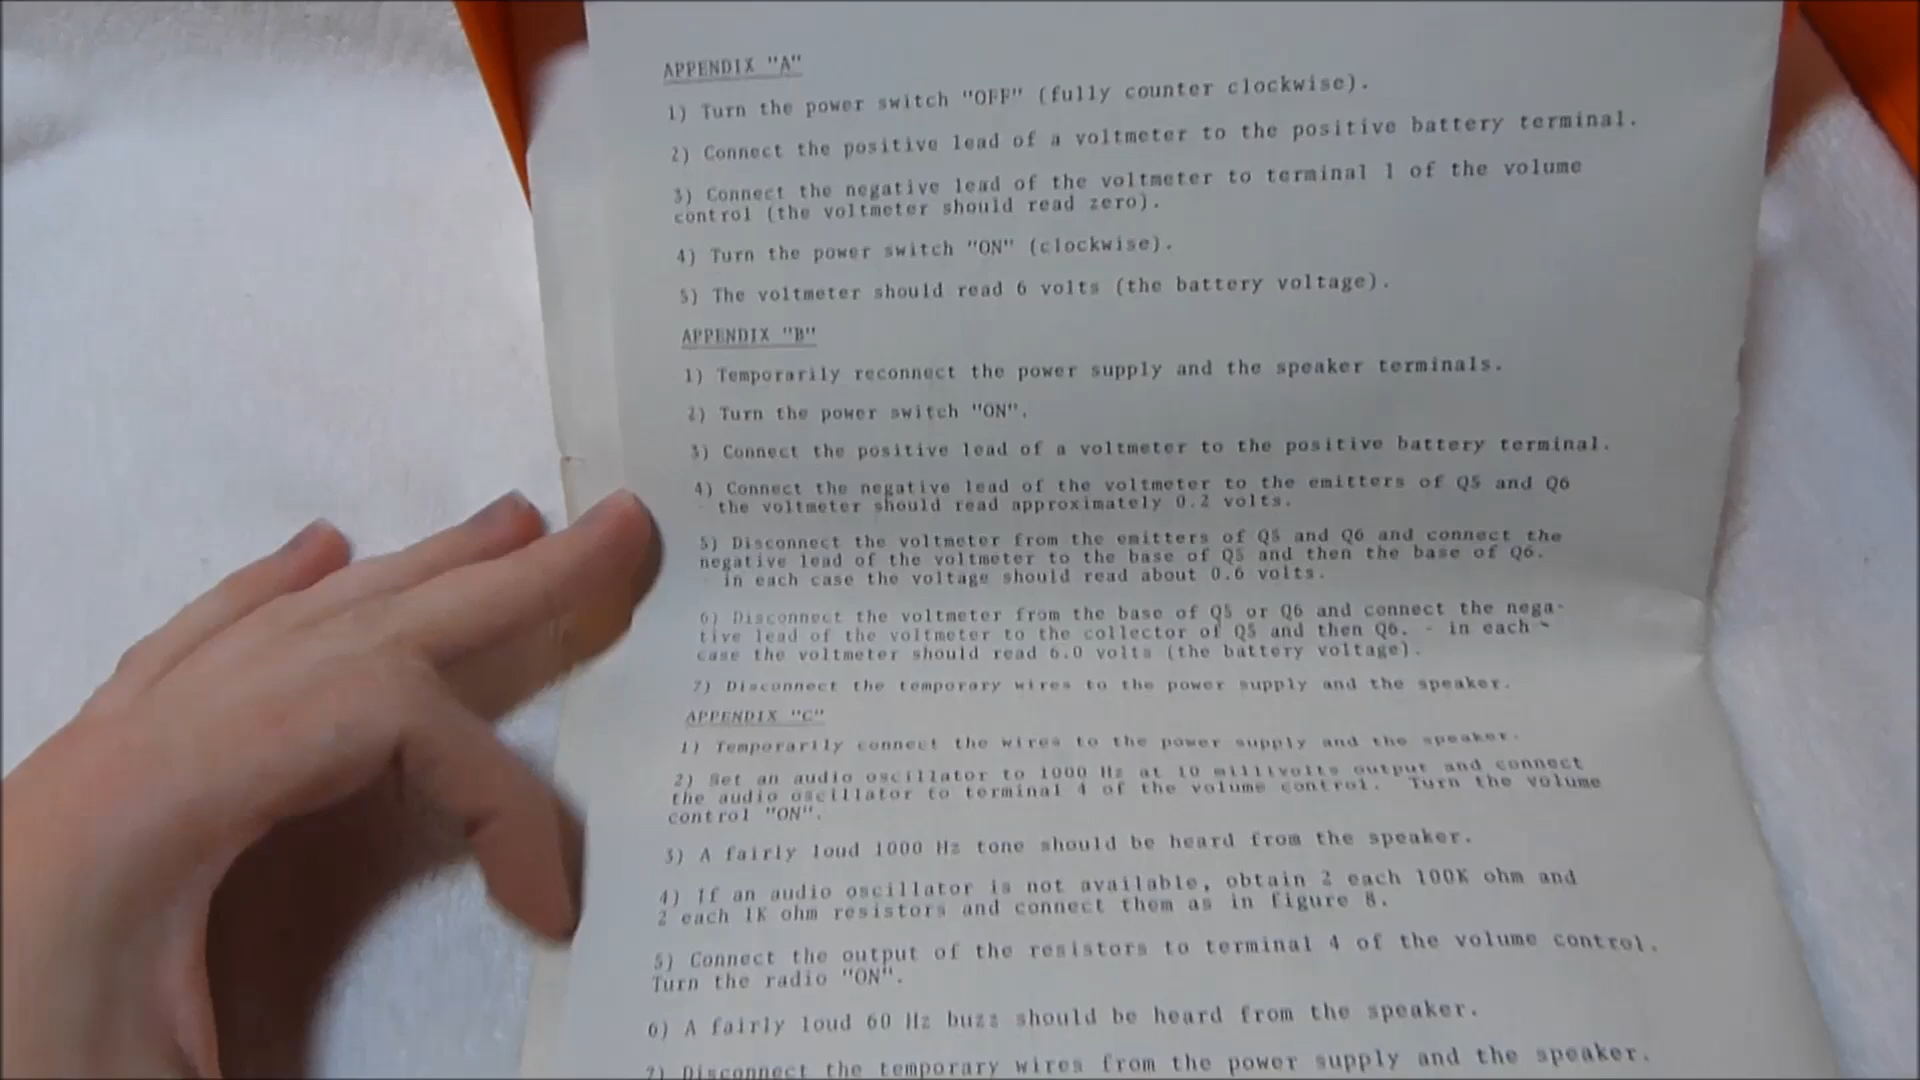 APPENDIX "A"
1) Turn the power switch "OFF" (fully counter clockwise).
2) Connect the positive lead of a voltmeter to the positive battery terminal.
3) Connect the negative lead of the voltmeter to terminal 1 of the volume
control (the voltmeter should read zero).
4) Turn the power switch "ON" (clockwise).
5) The voltmeter should read 6 volts (the battery voltage).
APPENDIX "B"
1) Temporarily reconnect the power supply and the speaker terminals.
2) Turn the power switch "ON".
3) Connect the positive lead of a voltmeter to the positive battery terminal.
4) Connect the negative lead of the voltmeter to the emitters of Q5 and Q6
- the voltmeter should read approximately 0.2 volts.
5) Disconnect the voltmeter from the emitters of Q5 and Q6 and connect the
negative lead of the voltmeter to the base of Q5 and then the base of Q6.
- in each case the voltage should read about 0.6 volts.
6) Disconnect the voltmeter from the base of Q5 or Q6 and connect the nega-
tive lead of the voltmeter to the collector of Q5 and then Q6. - in each
case the voltmeter should read 6.0 volts (the battery voltage).
7) Disconnect the temporary wires to the power supply and the speaker.
APPENDIX "C"
1) Temporarily connect the wires to the power supply and the speaker.
2) Set an audio oscillator to 1000 Hz at 10 millivolts output and connect
the audio oscillator to terminal 4 of the volume control. Turn the volume
control "ON".
3) A fairly loud 1000 Hz tone should be heard from the speaker.
4) If an audio oscillator is not available, obtain 2 each 100K ohm and
2 each 1K ohm resistors and connect them as in figure 8.
5) Connect the output of the resistors to terminal 4 of the volume control.
Turn the radio "ON".
6) A fairly loud 60 Hz buzz should be heard from the speaker.
7) Disconnect the temporary wires from the power supply and the speaker.